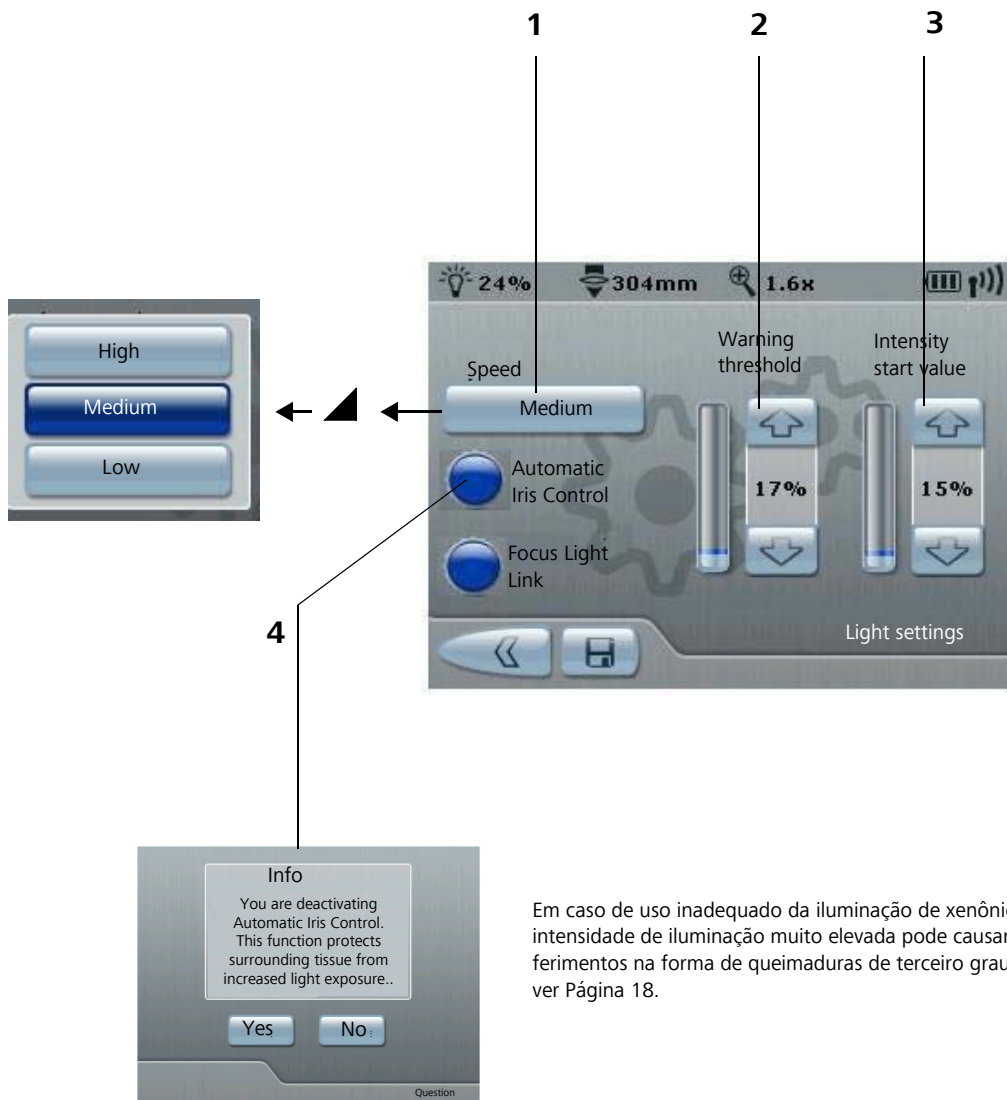 1
2
3
24%
304mm
1.6x
Speed
Medium
Automatic
Iris Control
Focus Light
Link
Warning
threshold
17%
Intensity
start value
15%
Light settings
High
Medium
Low
4
Info
You are deactivating
Automatic Iris Control.
This function protects
surrounding tissue from
increased light exposure..
Yes
No
Question
Em caso de uso inadequado da iluminação de
intensidade de iluminação muito elevada pode causar
ferimentos na forma de queimaduras de terceiro grau
ver Página 18.